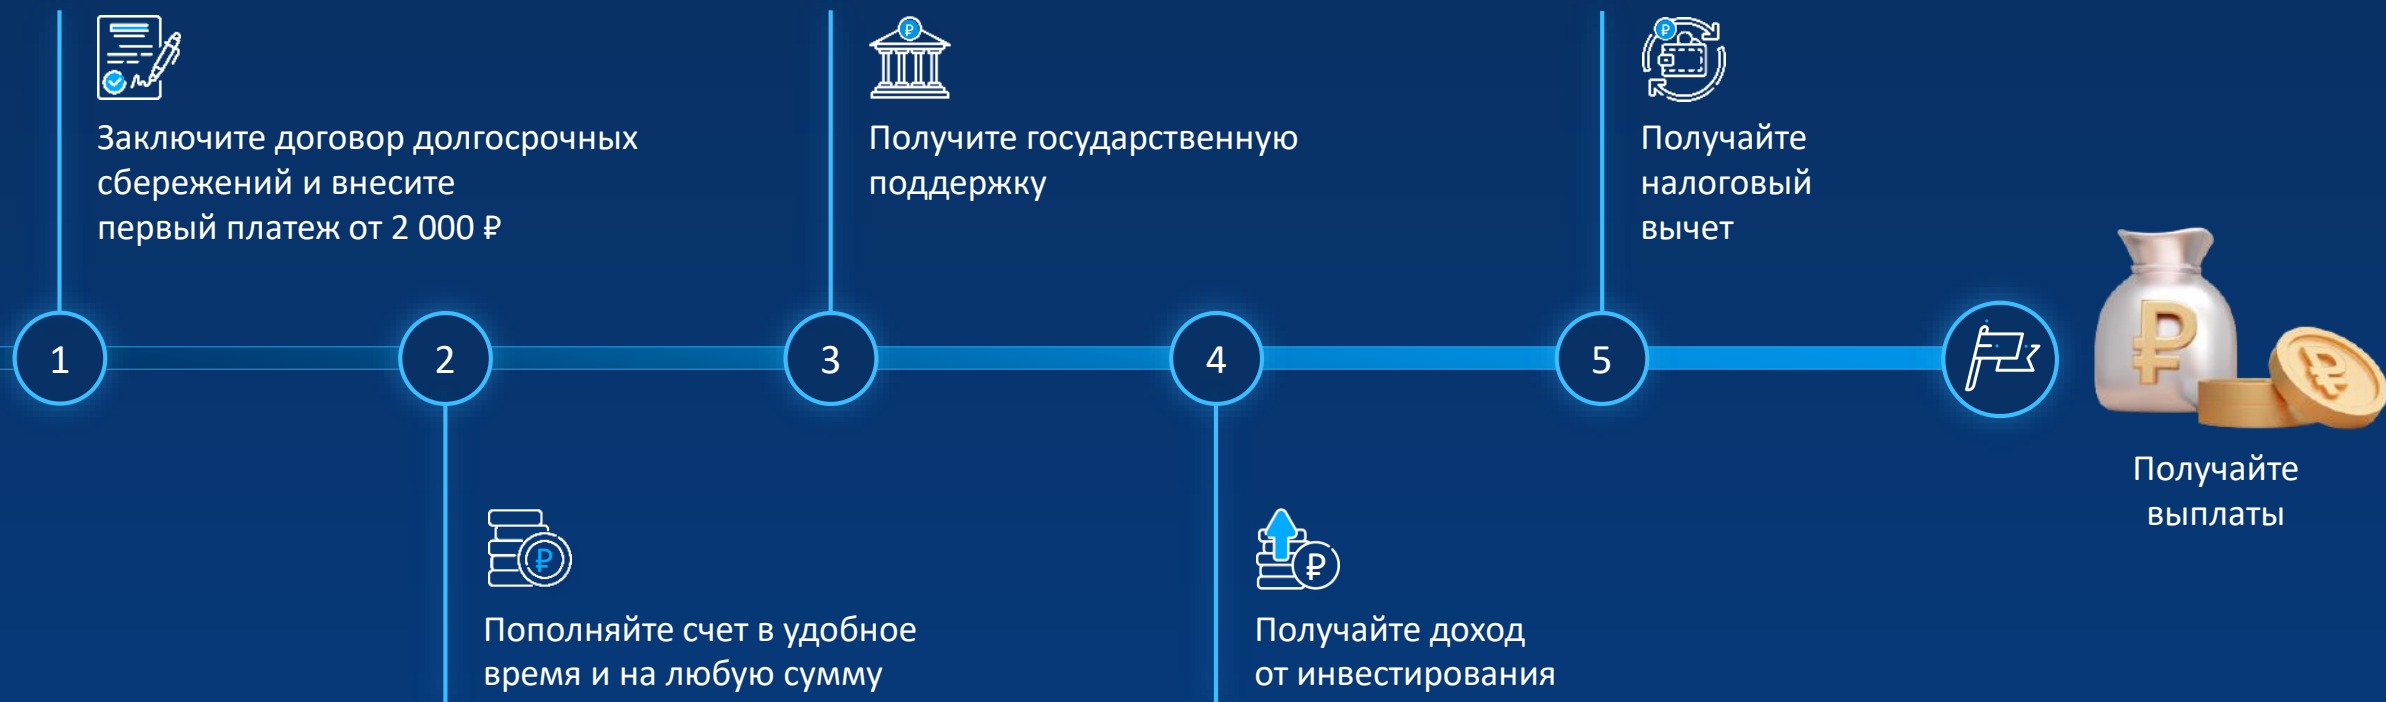 1
Заключите договор долгосрочных
сбережений и внесите
первый платеж от 2 000 ₽
2
Пополняйте счет в удобное
время и на любую сумму
3
Получите государственную
поддержку
4
Получайте доход
от инвестирования
5
Получайте
налоговый
вычет
Получайте
выплаты